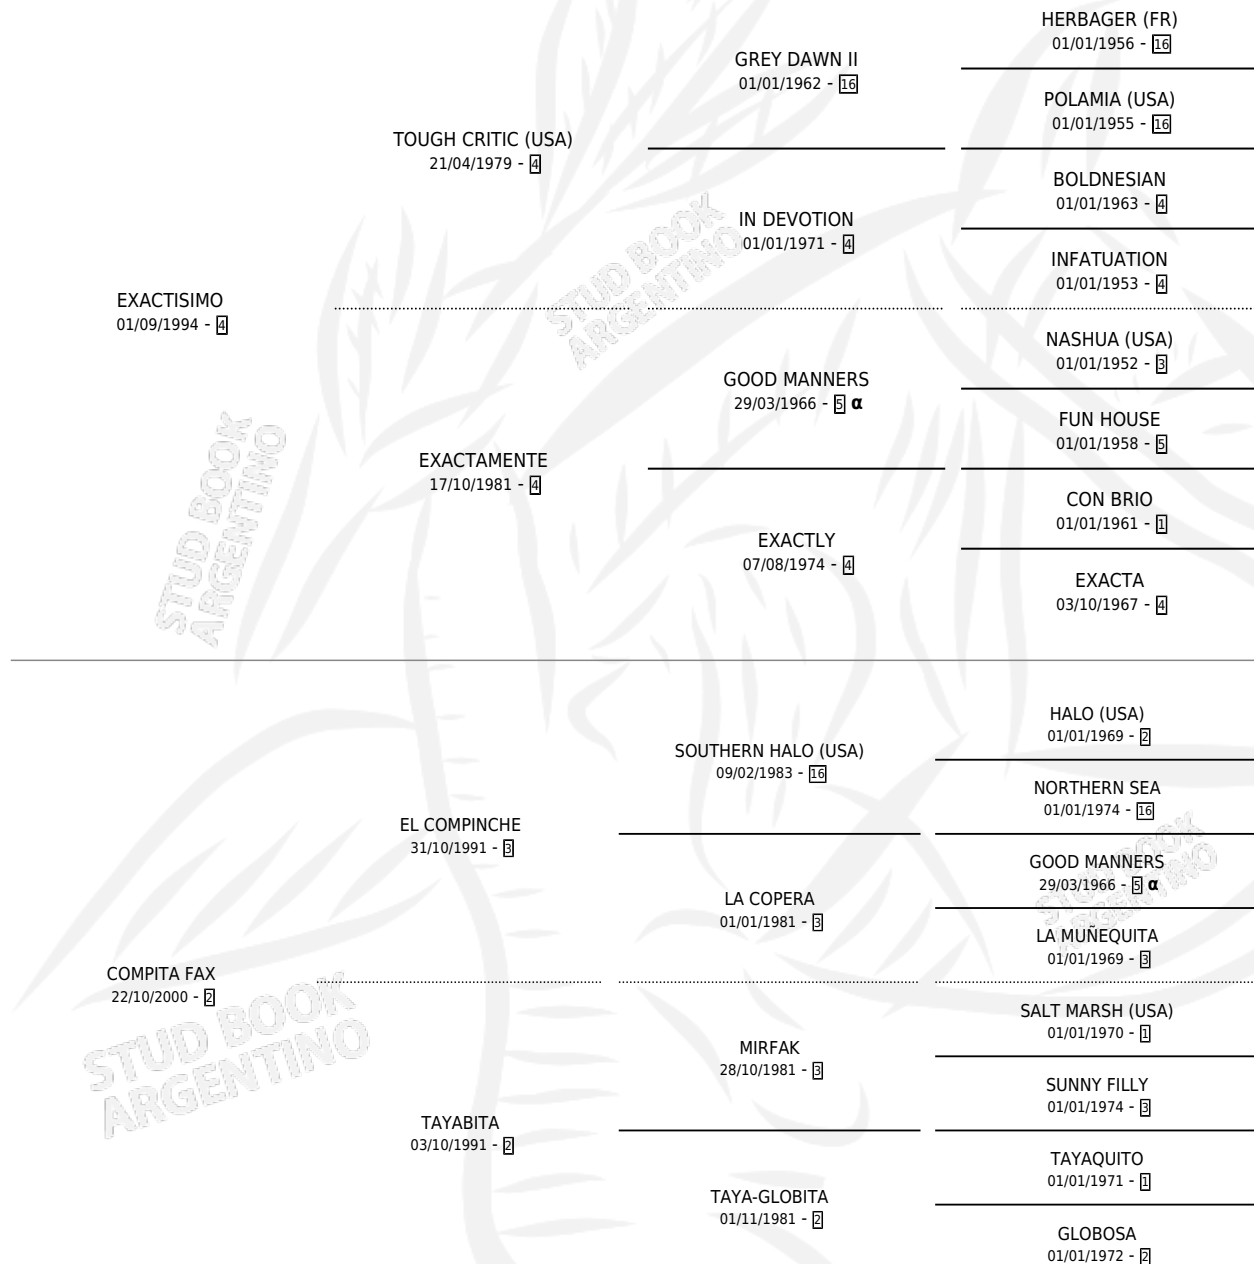 HERBAGER (FR)
01/01/1956 - 16
GREY DAWN II
01/01/1962 - 16
POLAMIA (USA)
01/01/1955 - 16
TOUGH CRITIC (USA)
21/04/1979 - 4
BOLDNESIAN
01/01/1963 - 4
IN DEVOTION
01/01/1971 - 4
INFATUATION
01/01/1953 - 4
EXACTISIMO
01/09/1994 - 4
NASHUA (USA)
01/01/1952 - 3
GOOD MANNERS
29/03/1966 - 5 α
FUN HOUSE
01/01/1958 - 5
EXACTAMENTE
17/10/1981 - 4
CON BRIO
01/01/1961 - 1
EXACTLY
07/08/1974 - 4
EXACTA
03/10/1967 - 4
HALO (USA)
01/01/1969 - 2
SOUTHERN HALO (USA)
09/02/1983 - 16
NORTHERN SEA
01/01/1974 - 16
EL COMPINCHE
31/10/1991 - 3
GOOD MANNERS
29/03/1966 - 5 α
LA COPERA
01/01/1981 - 3
LA MUÑEQUITA
01/01/1969 - 3
COMPITA FAX
22/10/2000 - 2
SALT MARSH (USA)
01/01/1970 - 1
MIRFAK
28/10/1981 - 3
SUNNY FILLY
01/01/1974 - 3
TAYABITA
03/10/1991 - 2
TAYAQUITO
01/01/1971 - 1
TAYA-GLOBITA
01/11/1981 - 2
GLOBOSA
01/01/1972 - 2
STUD BOOK
ARGENTINO
STUD BOOK
ARGENTINO
STUD BOOK
ARGENTINO
STUD BOOK
ARGENTINO